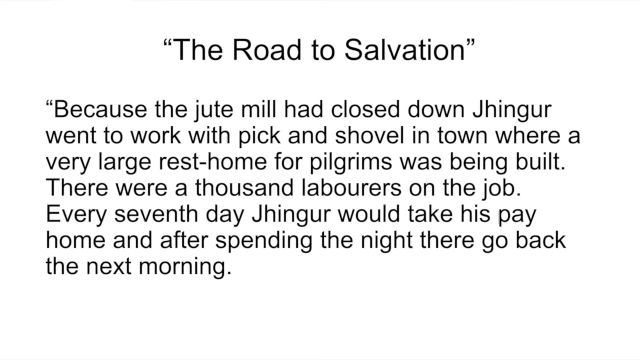 “The Road to Salvation”
“Because the jute mill had closed down Jhingur
went to work with pick and shovel in town where a
very large rest-home for pilgrims was being built.
There were a thousand labourers on the job.
Every seventh day Jhingur would take his pay
home and after spending the night there go back
the next morning.